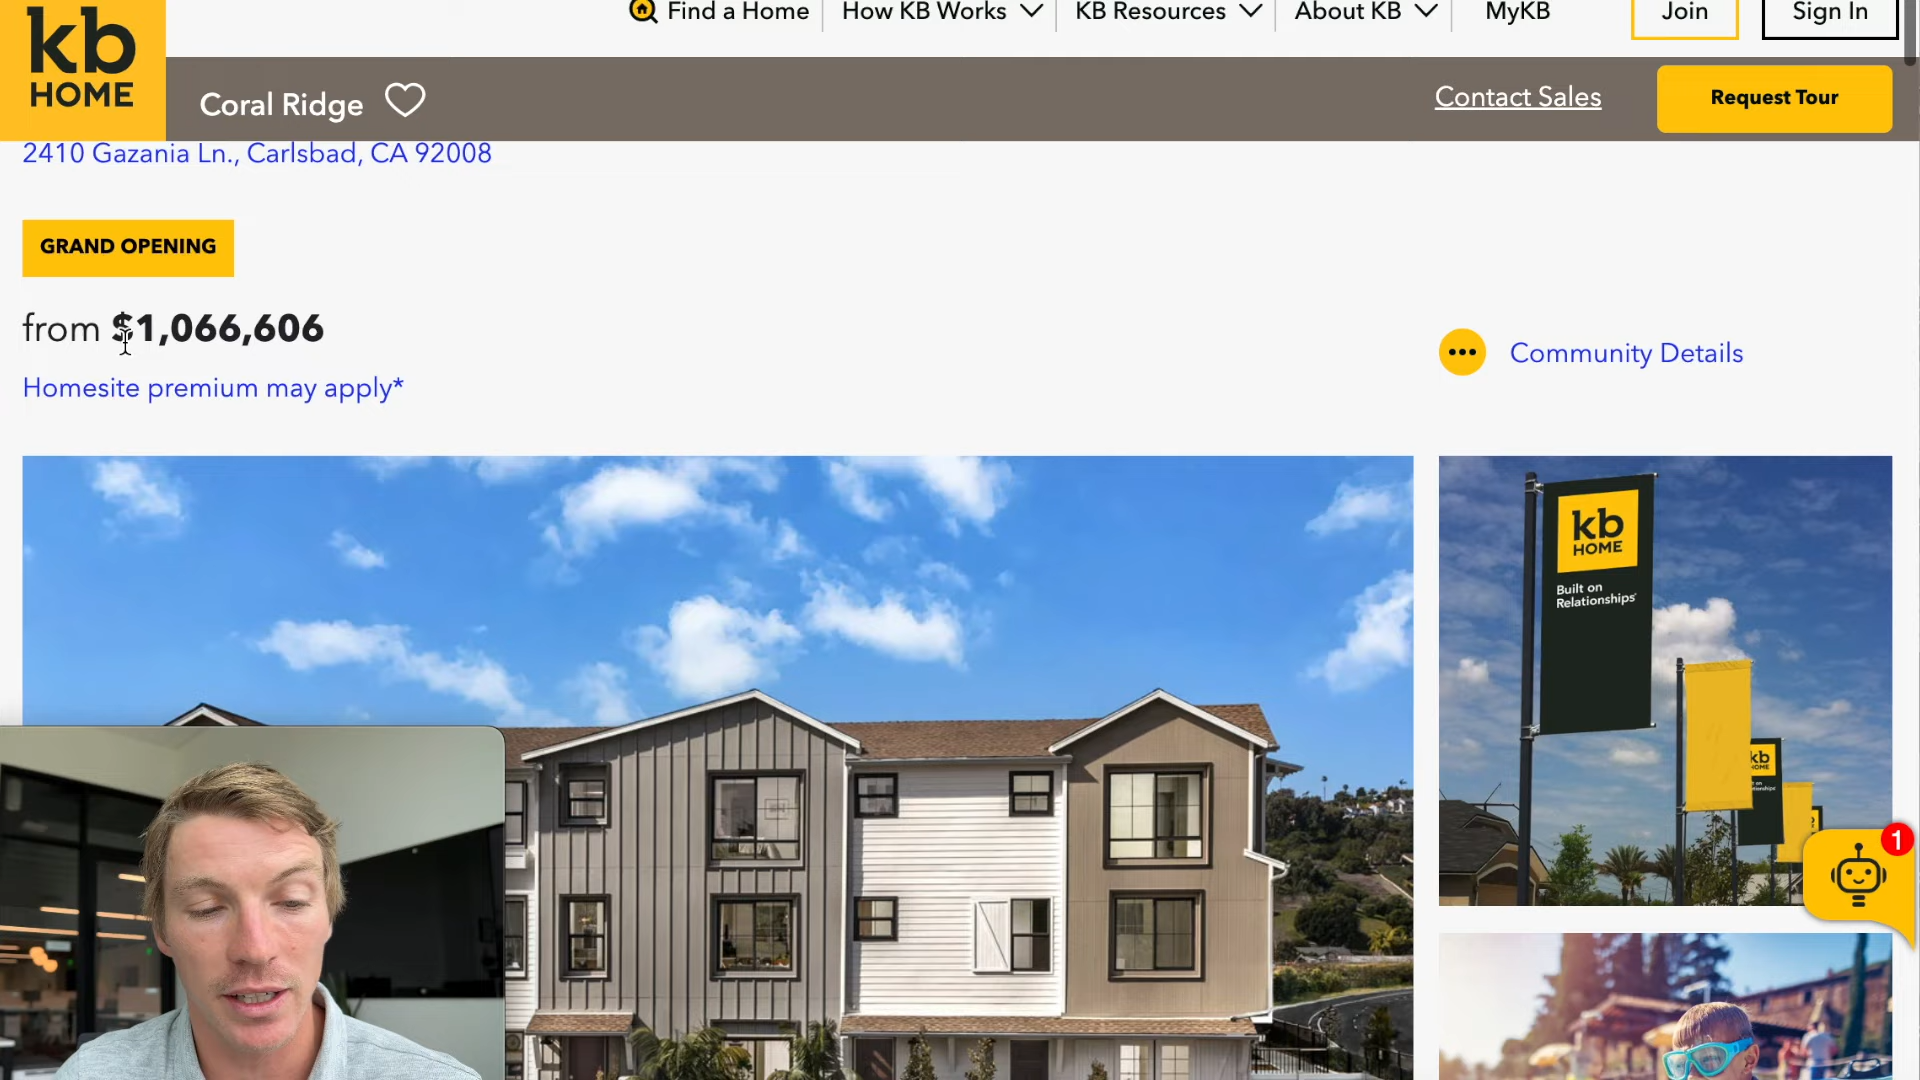 kb
HOME
Find a Home
How KB Works
KB Resources
About KB
MyKB
Join
Sign In
Coral Ridge
Contact Sales
Request Tour
2410 Gazania Ln., Carlsbad, CA 92008
GRAND OPENING
from $1,066,606
Homesite premium may apply*
Community Details
kb
HOME
Built on
Relationships
kb
HOME
1